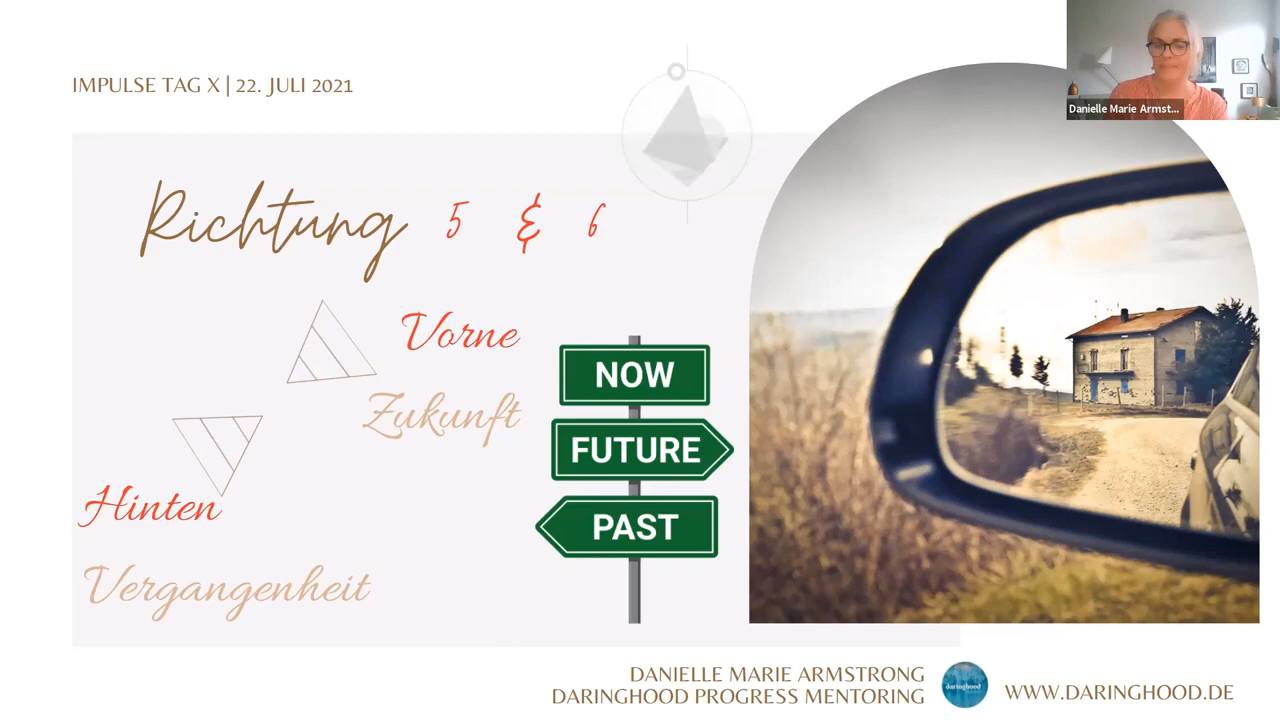 IMPULSE TAG X | 22. JULI 2021
Danielle Marie Armst...
Richtung 5 & 6
Vorne
Zukunft
Hinten
Vergangenheit
NOW
FUTURE
PAST
DANIELLE MARIE ARMSTRONG
DARINGHOOD PROGRESS MENTORING
daringhood
WWW.DARINGHOOD.DE